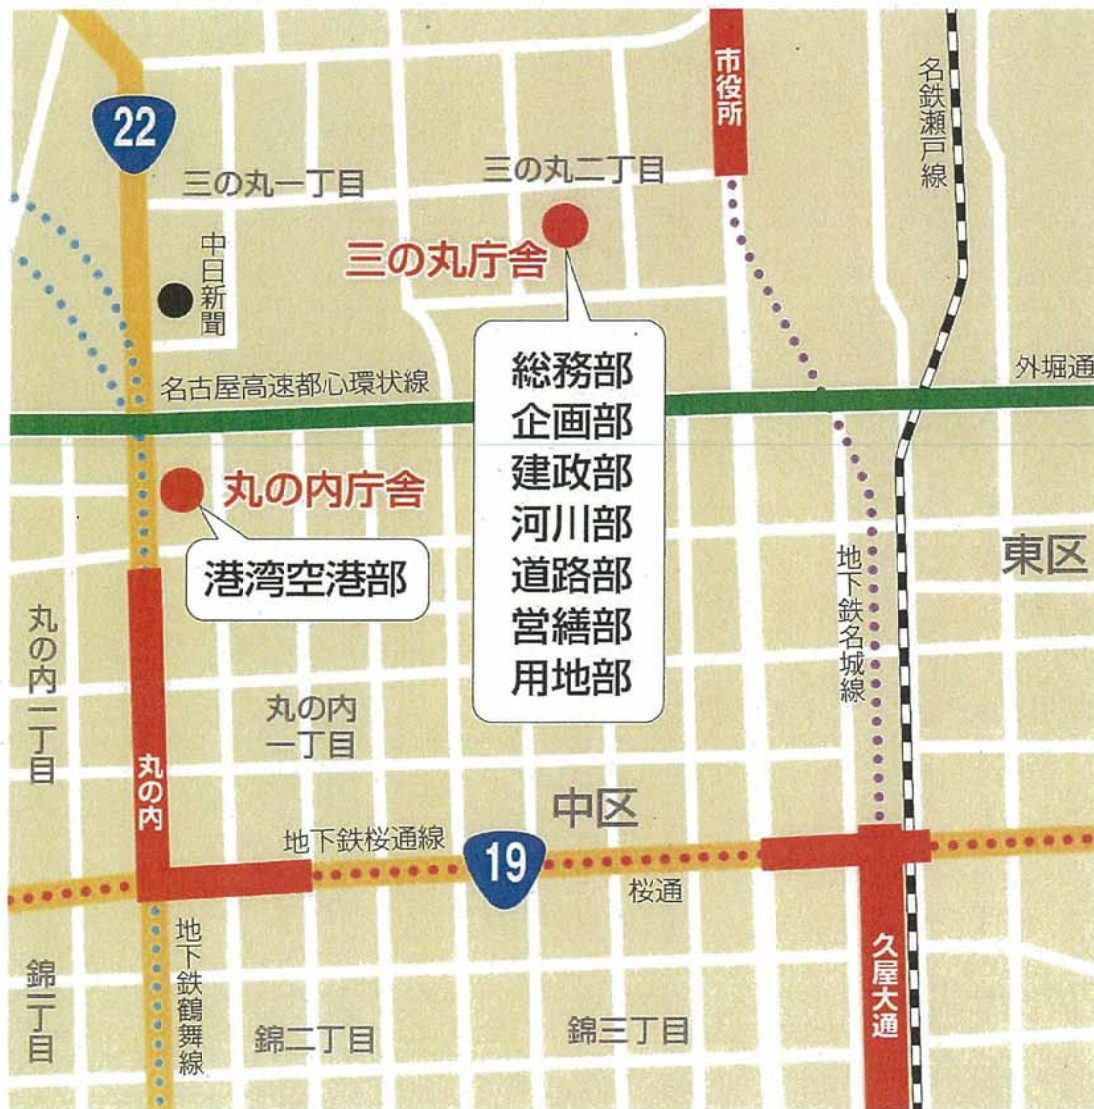 市役所
名鉄瀬戸線
22
三の丸一丁目
三の丸二丁目
三の丸庁舎
中日新聞
総務部
企画部
建政部
河川部
道路部
営繕部
用地部
名古屋高速都心環状線
外堀通
丸の内庁舎
港湾空港部
東区
地下鉄名城線
丸の内一丁目
丸の内
一丁目
丸の内
中区
地下鉄桜通線
19
桜通
地下鉄鶴舞線
久屋大通
錦一丁目
錦二丁目
錦三丁目